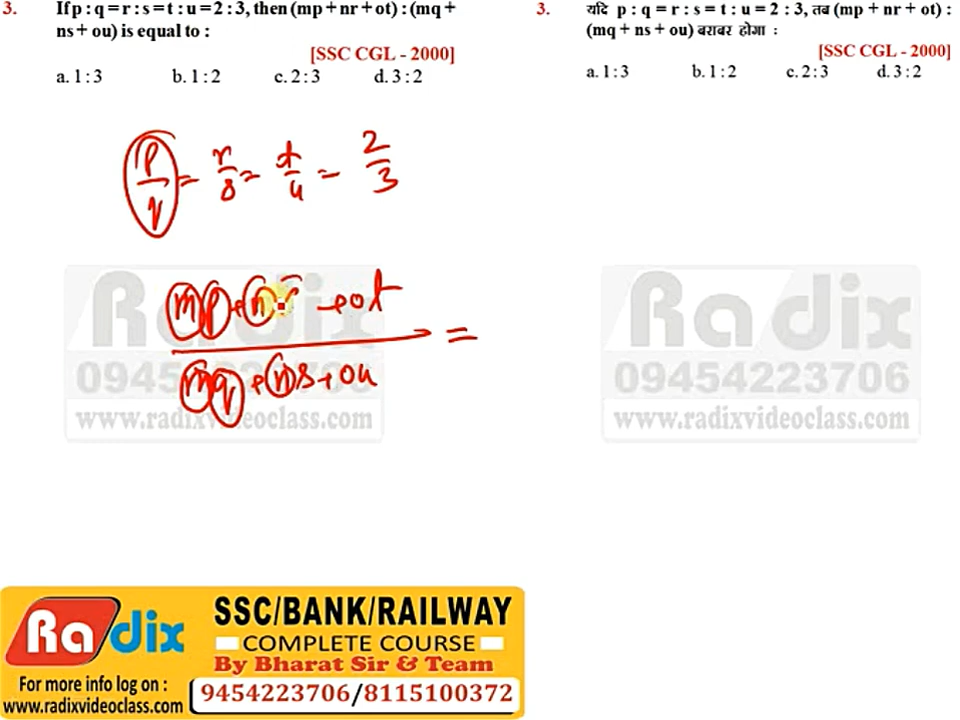 3. If p : q = r : s = t : u = 2 : 3, then (mp + nr + ot) : (mq +
ns + ou) is equal to :
[SSC CGL - 2000]
a. 1 : 3 b. 1 : 2 c. 2 : 3 d. 3 : 2
3. यदि p : q = r : s = t : u = 2 : 3, तब (mp + nr + ot) :
(mq + ns + ou) बराबर होगा :
[SSC CGL - 2000]
a. 1 : 3 b. 1 : 2 c. 2 : 3 d. 3 : 2
p/q = r/s = t/u = 2/3
mp + nr + ot
=
mq + ns + ou
Radix
09454223706
www.radixvideoclass.com
Radix
09454223706
www.radixvideoclass.com
Radix
For more info log on :
www.radixvideoclass.com
SSC/BANK/RAILWAY
COMPLETE COURSE
By Bharat Sir & Team
9454223706/8115100372